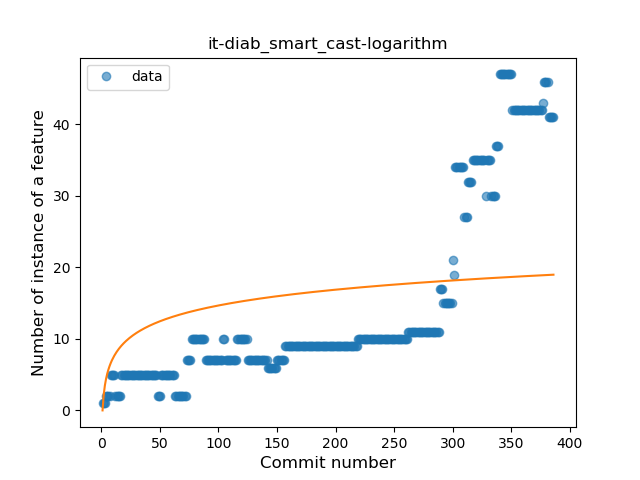 it-diab_smart_cast-logarithm
data
Number of instance of a feature
40
30
20
10
0
0 50 100 150 200 250 300 350 400
Commit number